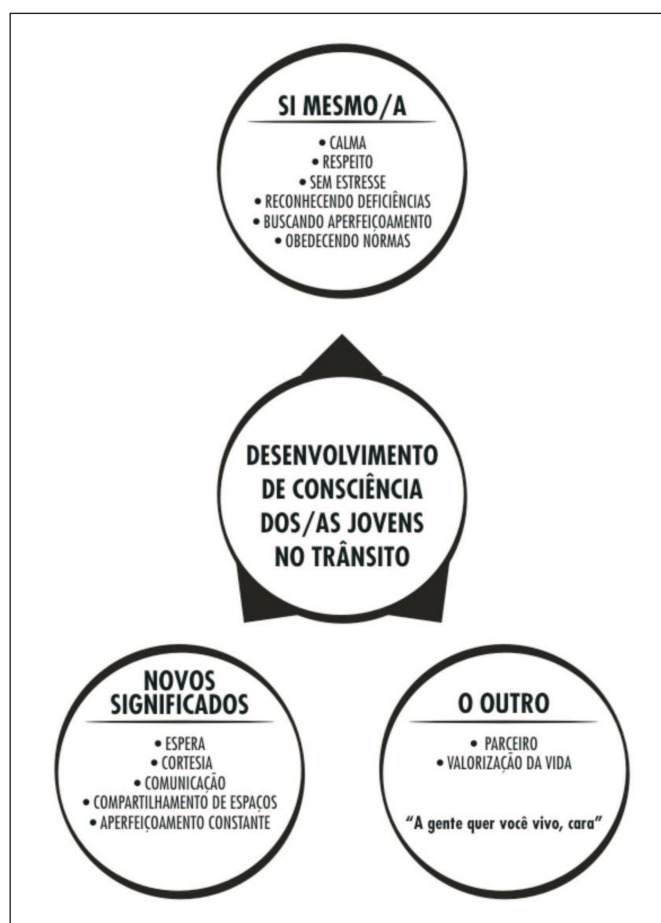 SI MESMO/A
• CALMA
• RESPEITO
• SEM ESTRESSE
• RECONHECENDO DEFICIÊNCIAS
• BUSCANDO APERFEIÇOAMENTO
• OBEDECENDO NORMAS
DESENVOLVIMENTO
DE CONSCIÊNCIA
DOS/AS JOVENS
NO TRÂNSITO
NOVOS
SIGNIFICADOS
• ESPERA
• CORTESIA
• COMUNICAÇÃO
• COMPARTILHAMENTO DE ESPAÇOS
• APERFEIÇOAMENTO CONSTANTE
O OUTRO
• PARCEIRO
• VALORIZAÇÃO DA VIDA
“A gente quer você vivo, cara”